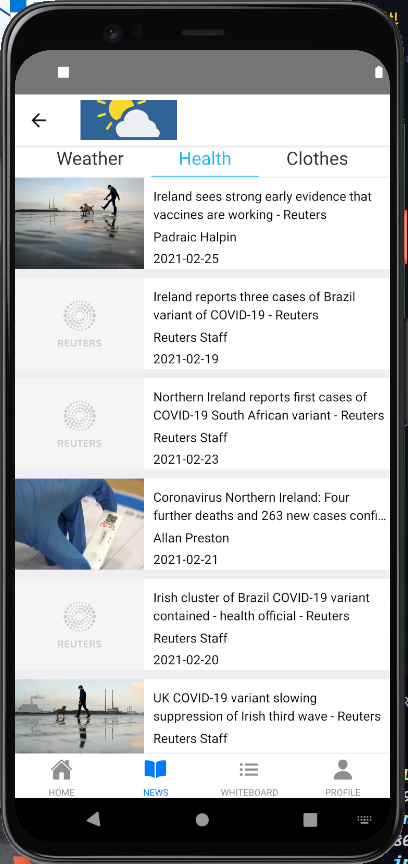 Weather Health Clothes
Ireland sees strong early evidence that
vaccines are working - Reuters
Padraic Halpin
2021-02-25
REUTERS
Ireland reports three cases of Brazil
variant of COVID-19 - Reuters
Reuters Staff
2021-02-19
REUTERS
Northern Ireland reports first cases of
COVID-19 South African variant - Reuters
Reuters Staff
2021-02-23
Coronavirus Northern Ireland: Four
further deaths and 263 new cases confi...
Allan Preston
2021-02-21
REUTERS
Irish cluster of Brazil COVID-19 variant
contained - health official - Reuters
Reuters Staff
2021-02-20
UK COVID-19 variant slowing
suppression of Irish third wave - Reuters
Reuters Staff
HOME NEWS WHITEBOARD PROFILE